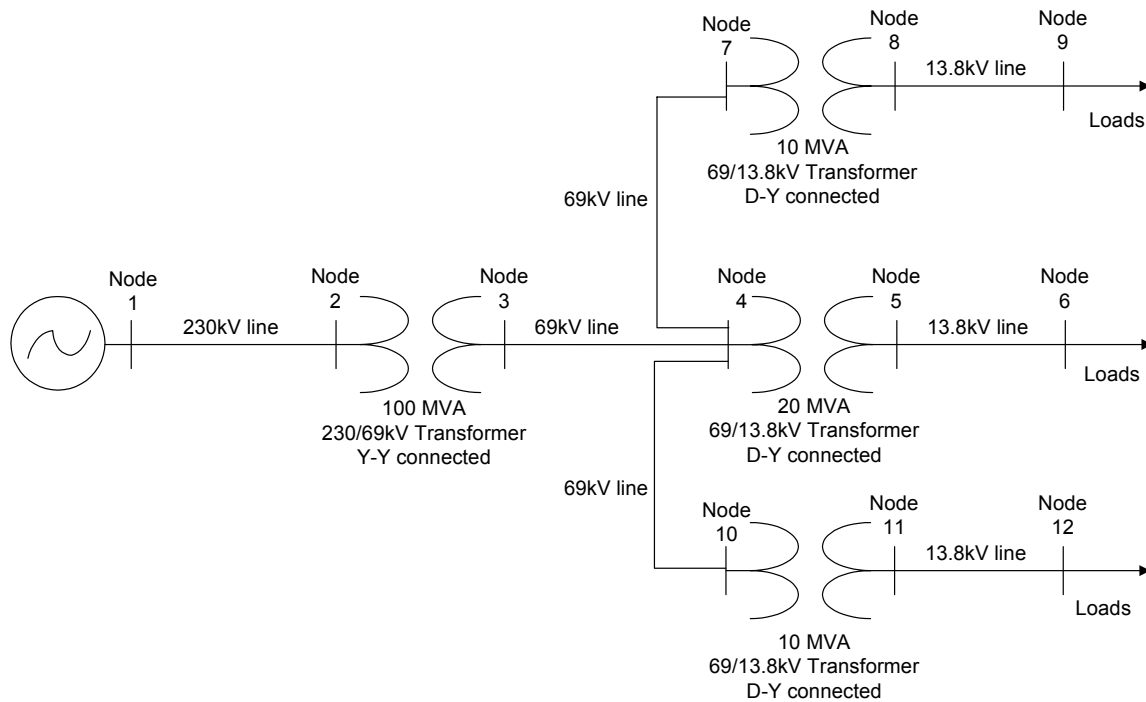 Node
7
Node
8
Node
9
13.8kV line
Loads
10 MVA
69/13.8kV Transformer
D-Y connected
69kV line
Node
1
Node
2
Node
3
Node
4
Node
5
Node
6
230kV line
69kV line
13.8kV line
Loads
100 MVA
230/69kV Transformer
Y-Y connected
20 MVA
69/13.8kV Transformer
D-Y connected
69kV line
Node
10
Node
11
Node
12
13.8kV line
Loads
10 MVA
69/13.8kV Transformer
D-Y connected